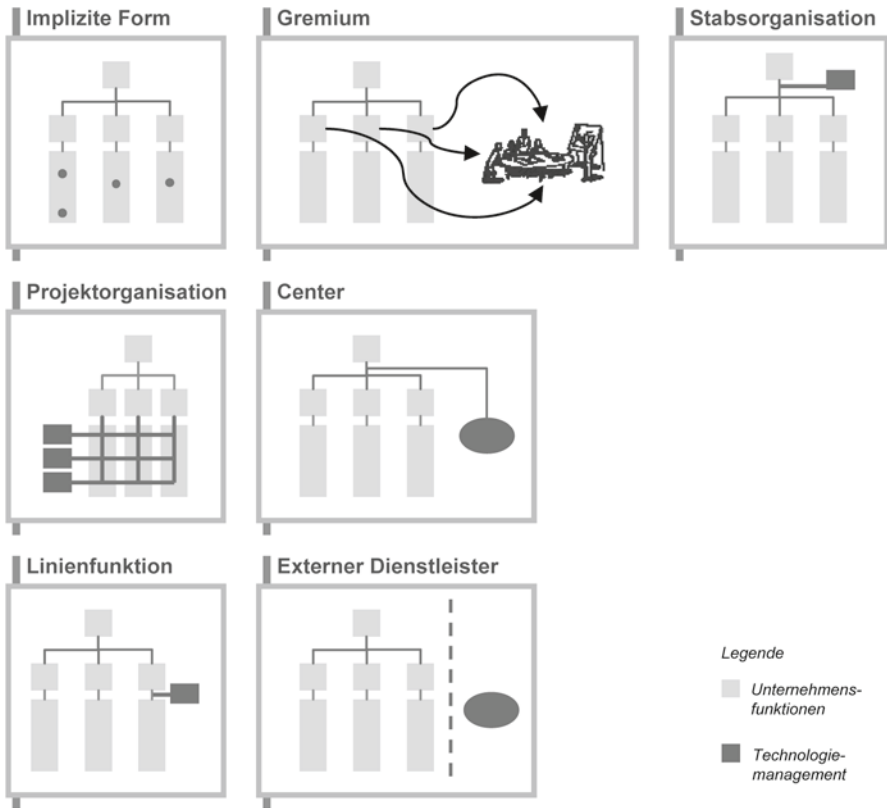 Implizite Form
Gremium
Stabsorganisation
Projektorganisation
Center
Linienfunktion
Externer Dienstleister
Legende
Unternehmens-
funktionen
Technologie-
management